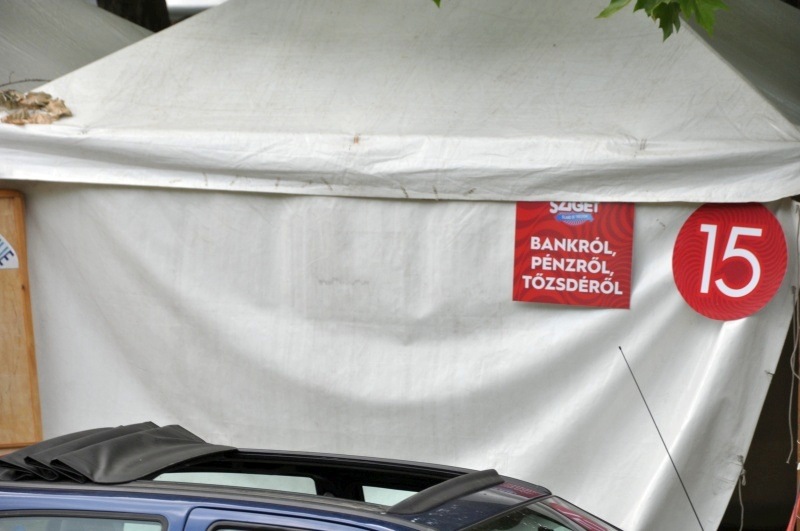 SZIGET
BANKRÓL,
PÉNZRŐL,
TŐZSDÉRŐL
15